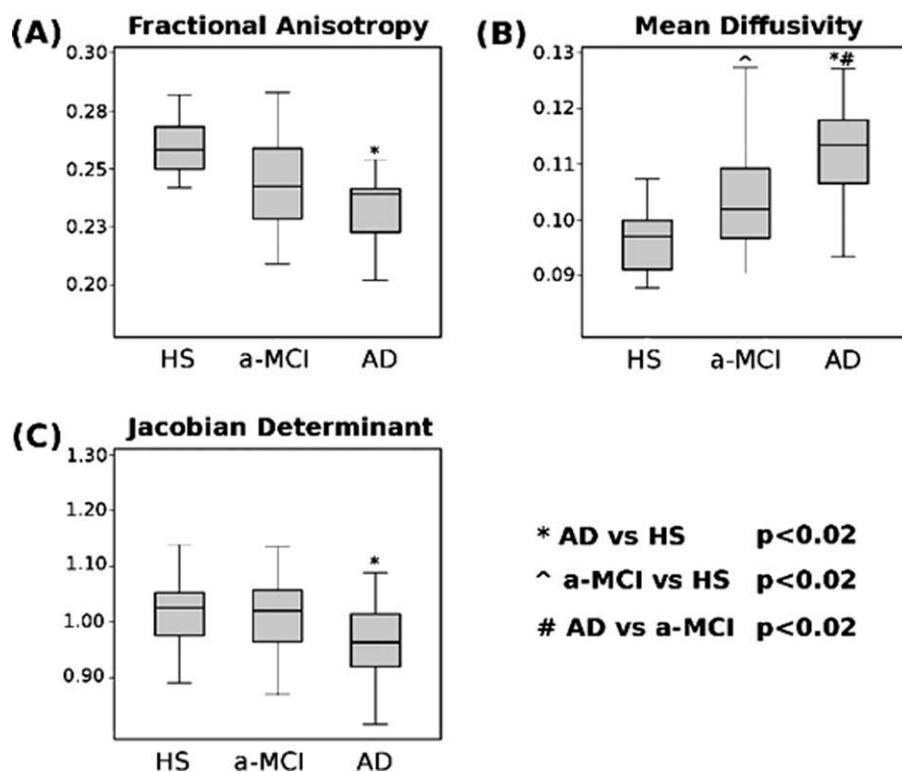 (A) Fractional Anisotropy
0.30
0.28
0.25
0.23
0.20
*
HS a-MCI AD
(B) Mean Diffusivity
0.13
0.12
0.11
0.10
0.09
^ *#
HS a-MCI AD
(C) Jacobian Determinant
1.30
1.20
1.10
1.00
0.90
*
HS a-MCI AD
* AD vs HS p<0.02
^ a-MCI vs HS p<0.02
# AD vs a-MCI p<0.02